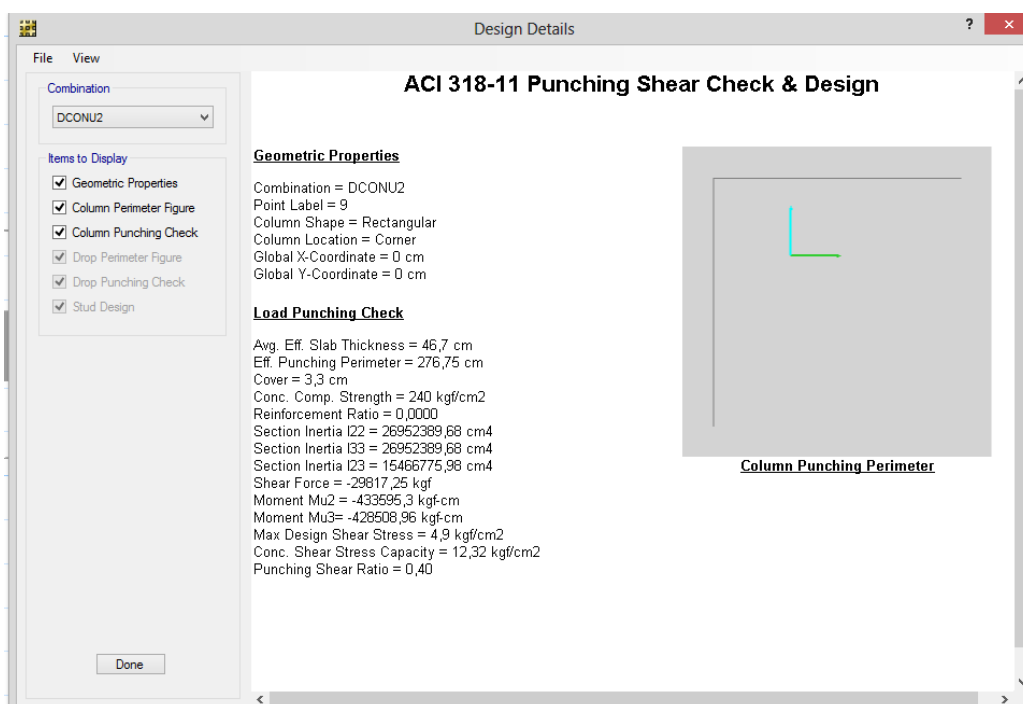 Design Details
? ×
File View
Combination
DCONU2
Items to Display
Geometric Properties
Column Perimeter Figure
Column Punching Check
Drop Perimeter Figure
Drop Punching Check
Stud Design
Done
ACI 318-11 Punching Shear Check & Design
Geometric Properties
Combination = DCONU2
Point Label = 9
Column Shape = Rectangular
Column Location = Corner
Global X-Coordinate = 0 cm
Global Y-Coordinate = 0 cm
Load Punching Check
Avg. Eff. Slab Thickness = 46,7 cm
Eff. Punching Perimeter = 276,75 cm
Cover = 3,3 cm
Conc. Comp. Strength = 240 kgf/cm2
Reinforcement Ratio = 0,0000
Section Inertia I22 = 26952389,68 cm4
Section Inertia I33 = 26952389,68 cm4
Section Inertia I23 = 15466775,98 cm4
Shear Force = -29817,25 kgf
Moment Mu2 = -433595,3 kgf-cm
Moment Mu3= -428508,96 kgf-cm
Max Design Shear Stress = 4,9 kgf/cm2
Conc. Shear Stress Capacity = 12,32 kgf/cm2
Punching Shear Ratio = 0,40
Column Punching Perimeter